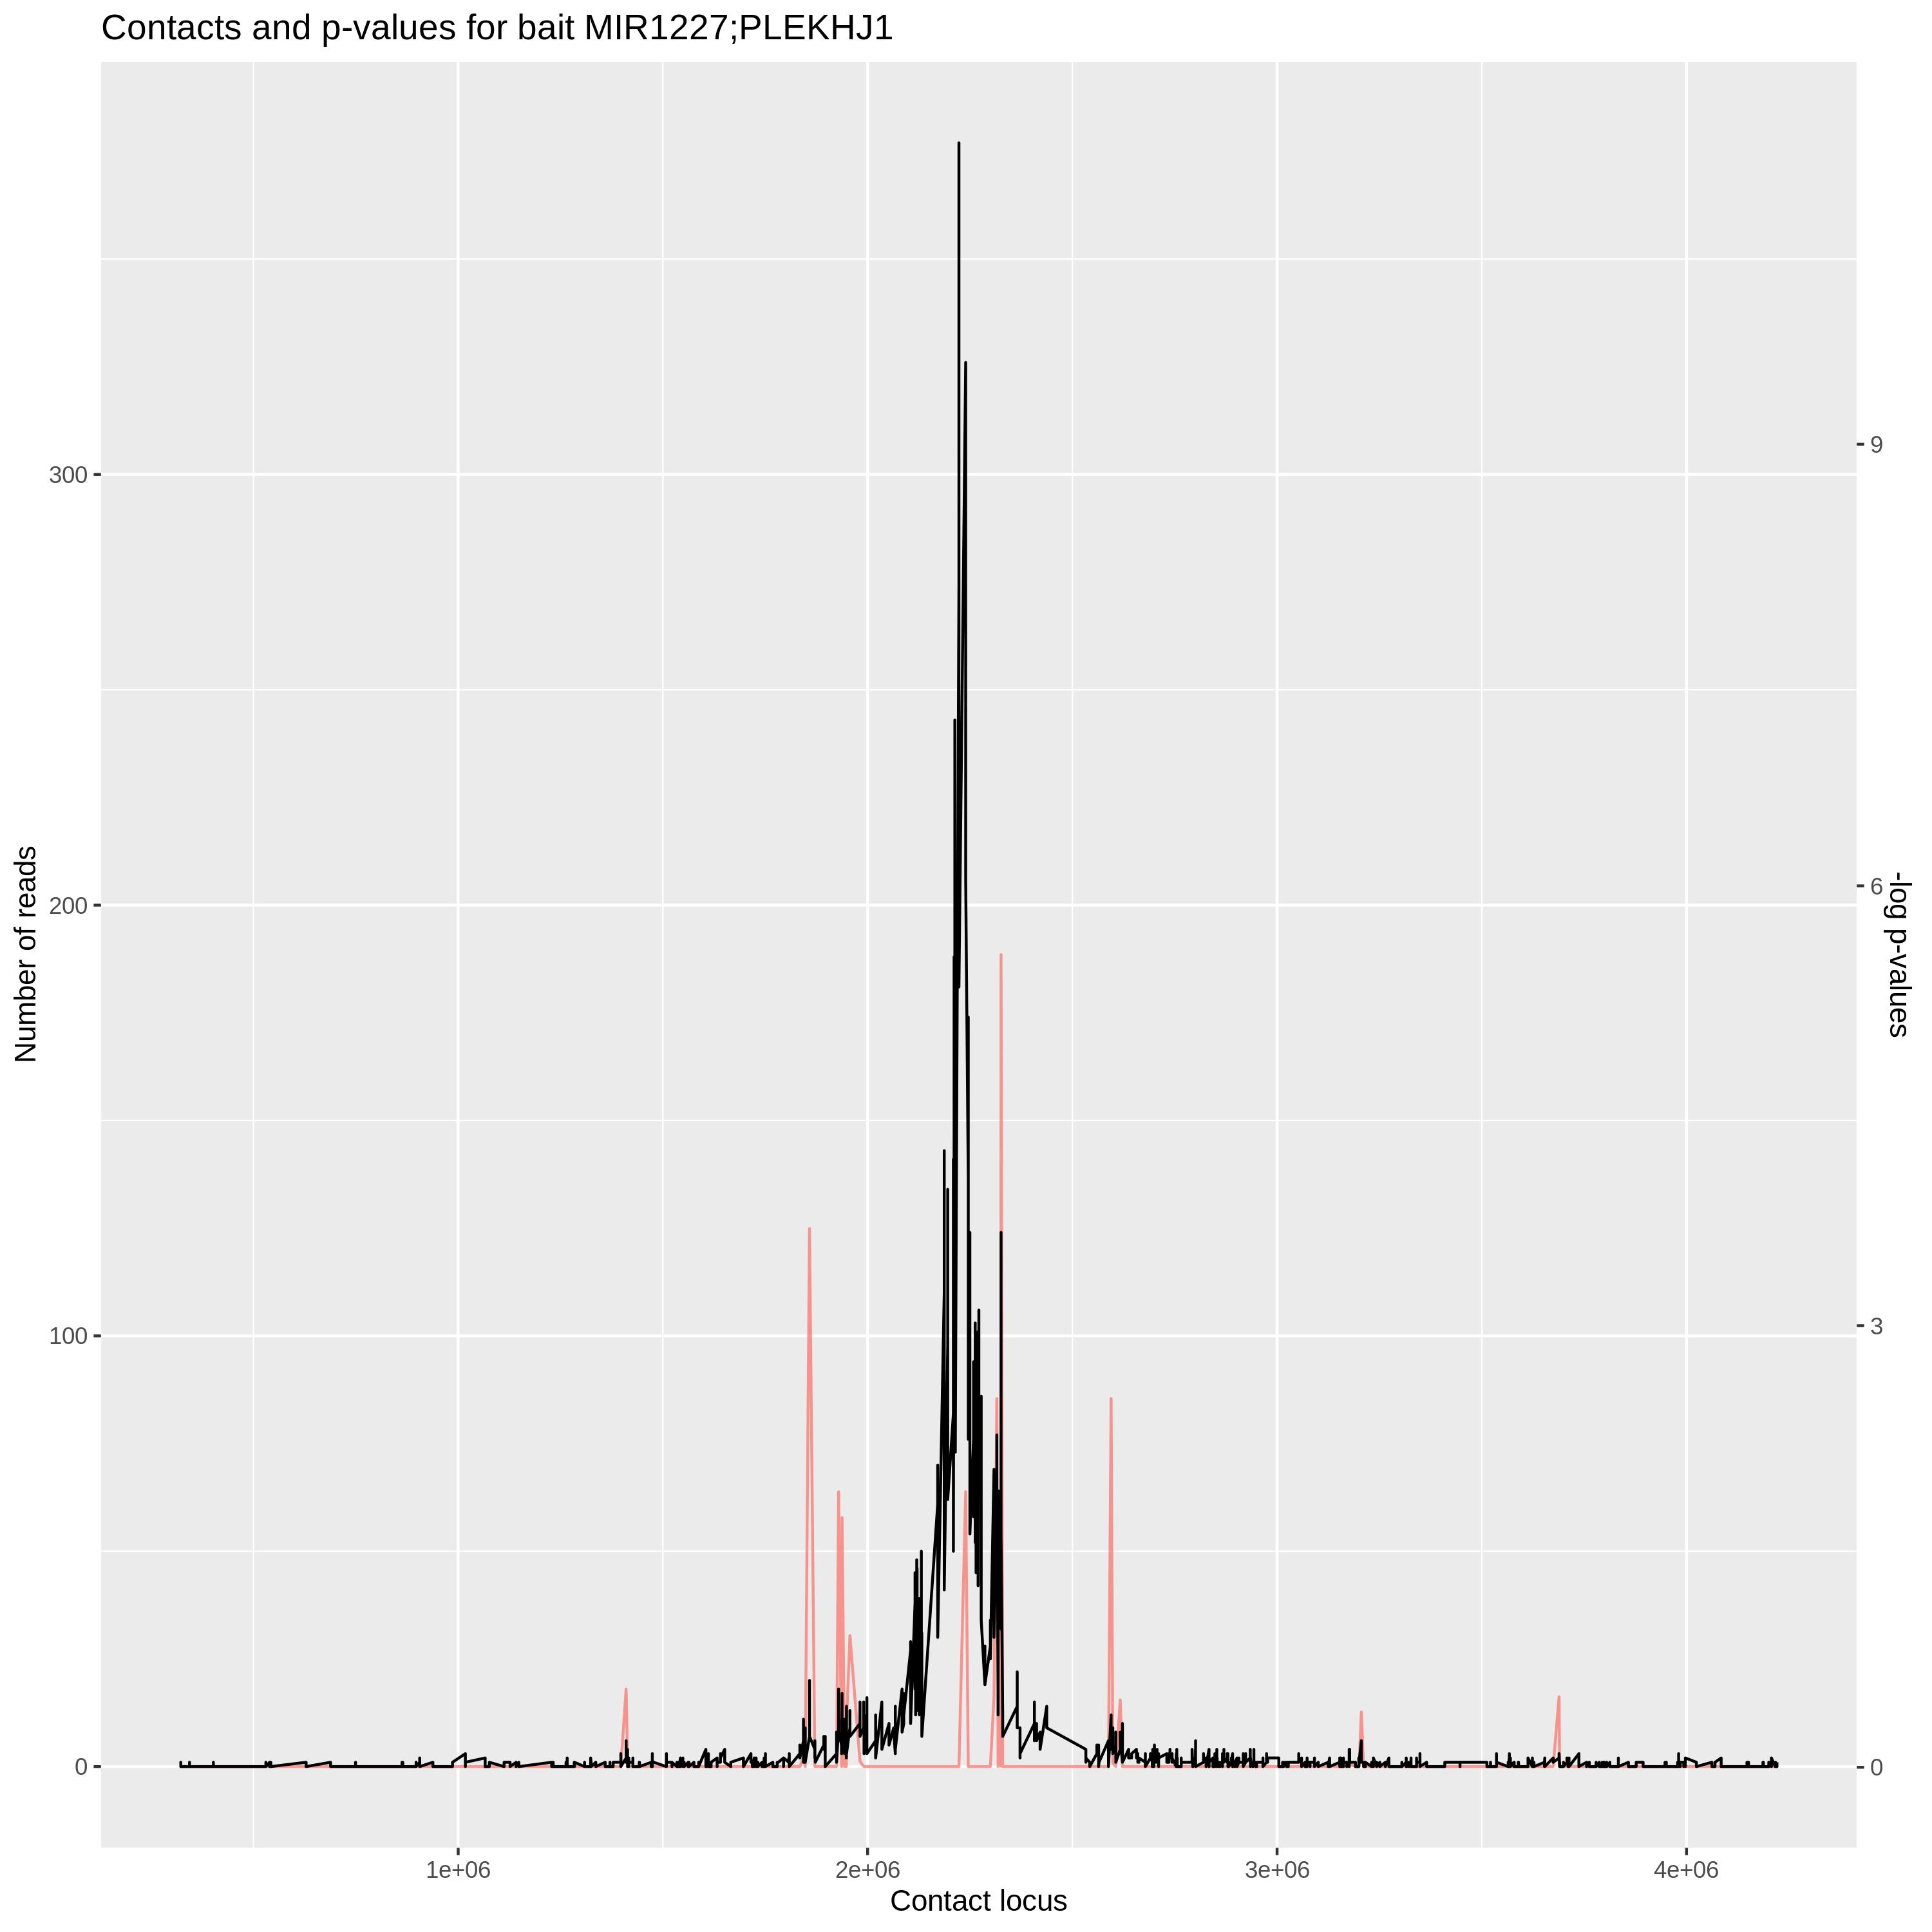 Contacts and p-values for bait MIR1227;PLEKHJ1
Number of reads
300
200
100
0
9
6
3
0
-log p-values
1e+06
2e+06
3e+06
4e+06
Contact locus